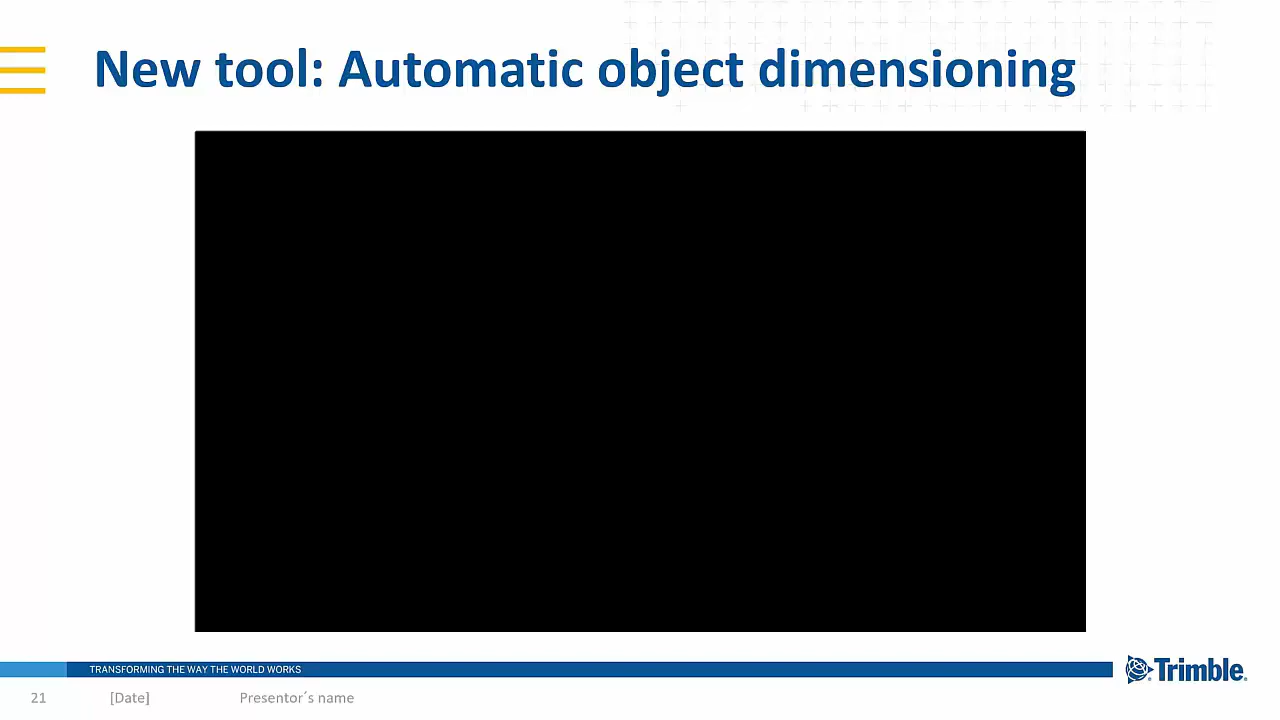 New tool: Automatic object dimensioning
TRANSFORMING THE WAY THE WORLD WORKS
Trimble.
21
[Date]
Presentor´s name